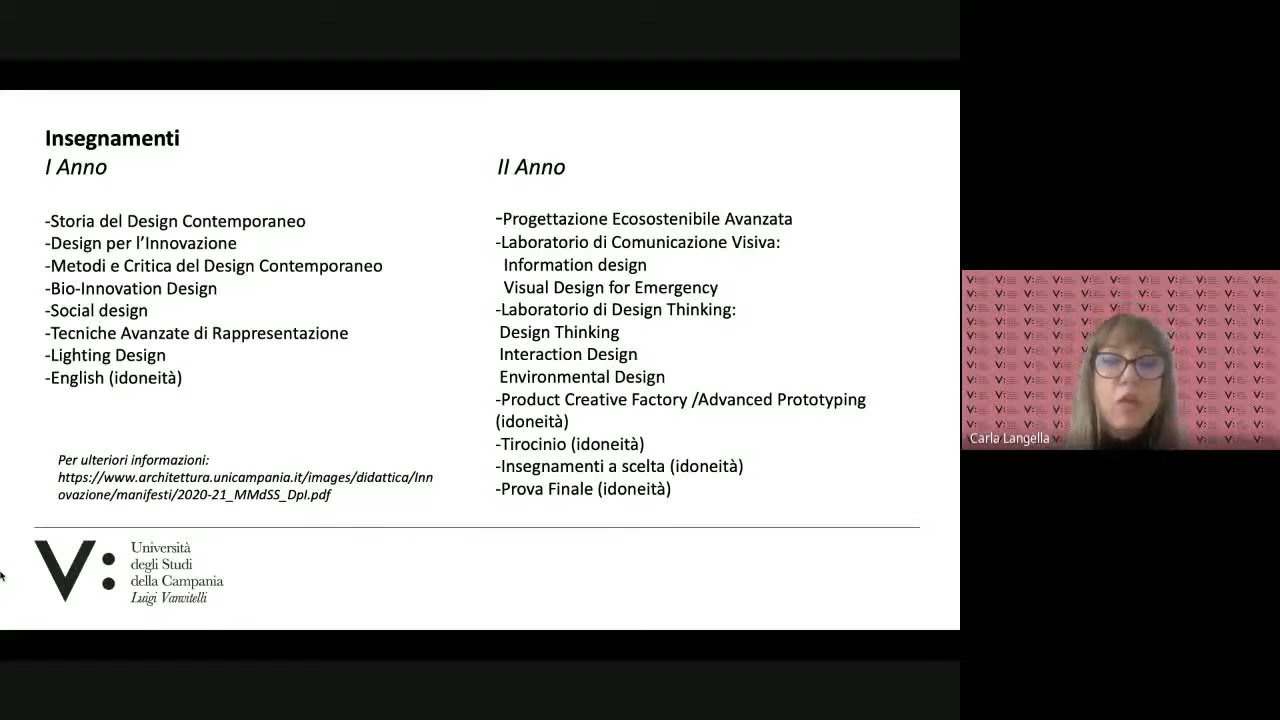 Insegnamenti
I Anno
-Storia del Design Contemporaneo
-Design per l’Innovazione
-Metodi e Critica del Design Contemporaneo
-Bio-Innovation Design
-Social design
-Tecniche Avanzate di Rappresentazione
-Lighting Design
-English (idoneità)
Per ulteriori informazioni:
https://www.architettura.unicampania.it/images/didattica/Inn
ovazione/manifesti/2020-21_MMdSS_DpI.pdf
II Anno
-Progettazione Ecosostenibile Avanzata
-Laboratorio di Comunicazione Visiva:
Information design
Visual Design for Emergency
-Laboratorio di Design Thinking:
Design Thinking
Interaction Design
Environmental Design
-Product Creative Factory /Advanced Prototyping
(idoneità)
-Tirocinio (idoneità)
-Insegnamenti a scelta (idoneità)
-Prova Finale (idoneità)
V:
Università
degli Studi
della Campania
Luigi Vanvitelli
Carla Langella